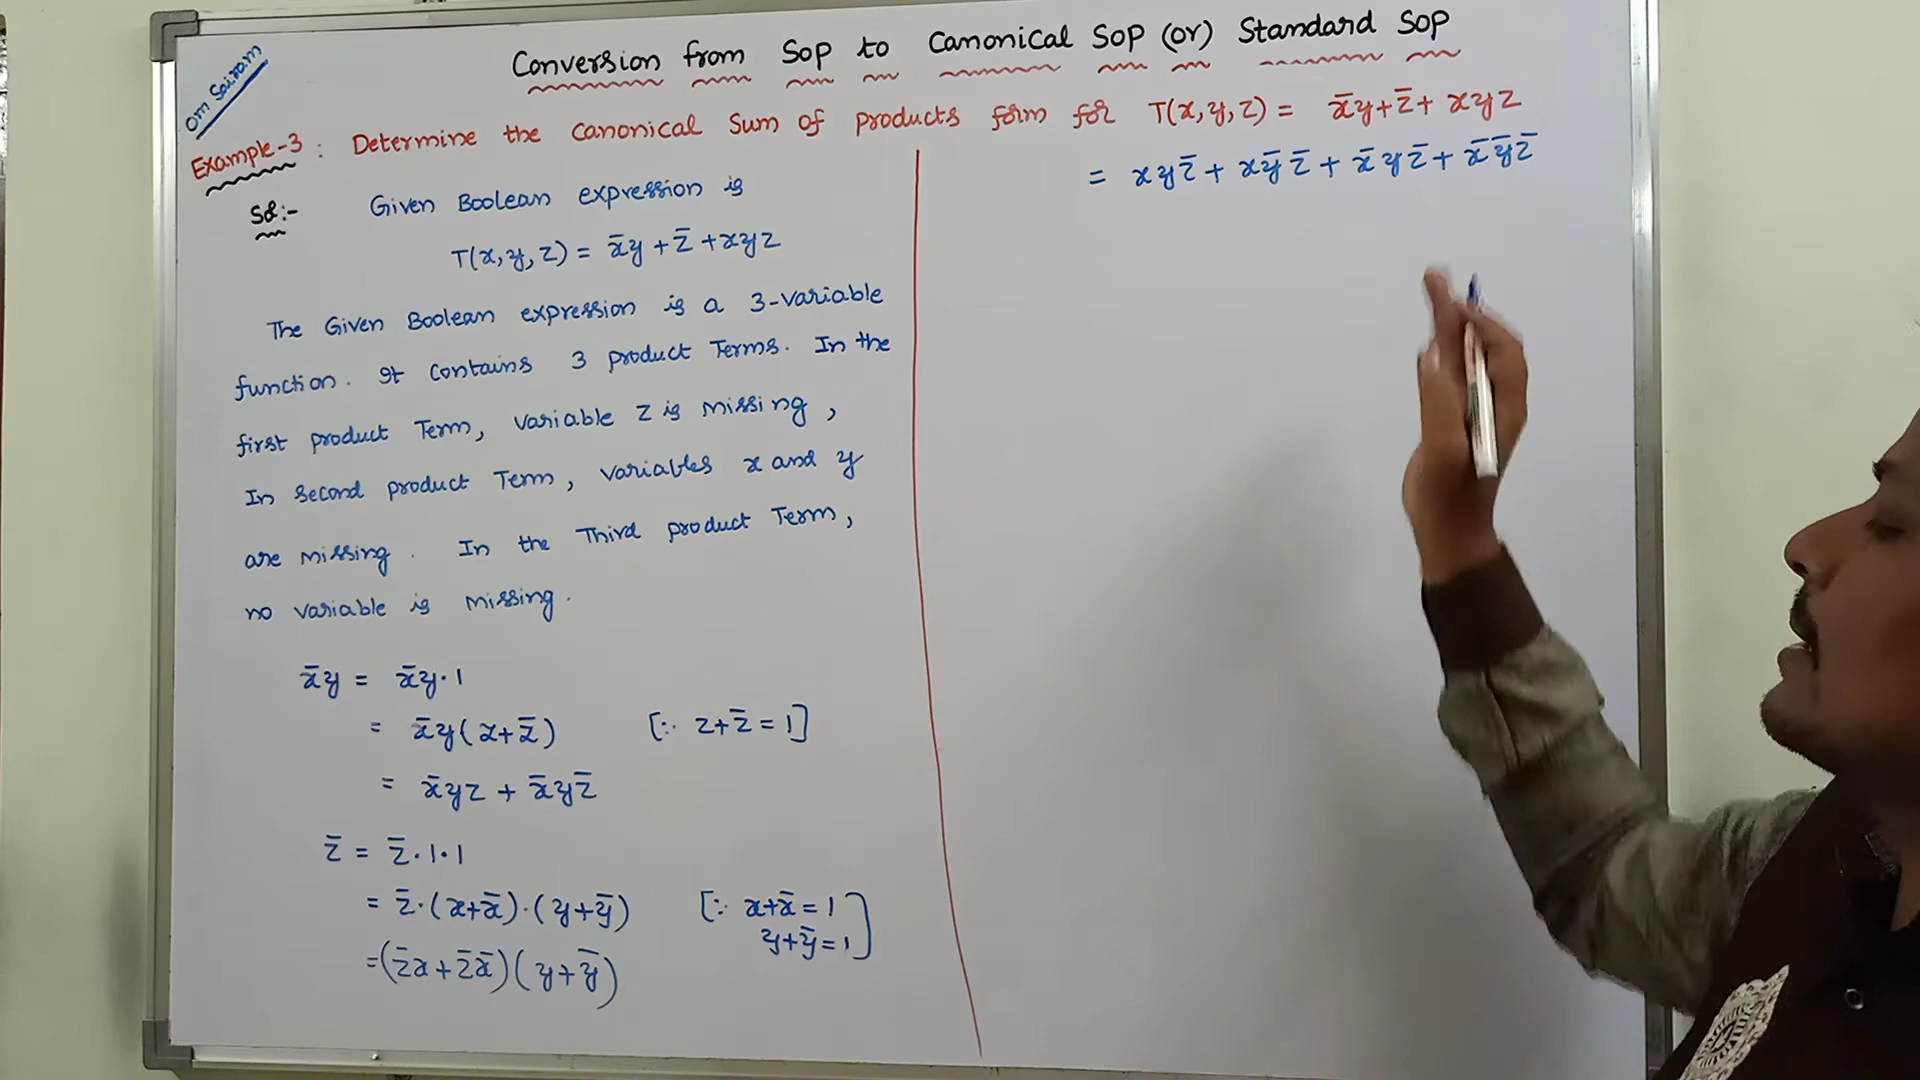 Om Sairam
Conversion from SOP to Canonical SOP (or) Standard SOP
Example-3 : Determine the Canonical Sum of products form for T(x,y,z) = x̄y+z̄+xyz
Sol:- Given Boolean expression is
T(x,y,z) = x̄y+z̄+xyz
The Given Boolean expression is a 3-variable
function. It contains 3 product Terms. In the
first product Term, variable z is missing,
In second product Term, variables x and y
are missing. In the Third product Term,
no variable is missing.
x̄y = x̄y·1
= x̄y(z+z̄) [∵ z+z̄=1]
= x̄yz + x̄yz̄
z̄ = z̄·1·1
= z̄·(x+x̄)·(y+ȳ) [∵ x+x̄=1
y+ȳ=1]
=(z̄x+z̄x̄)(y+ȳ)
= xyz̄ + xȳz̄ + x̄yz̄ + x̄ȳz̄